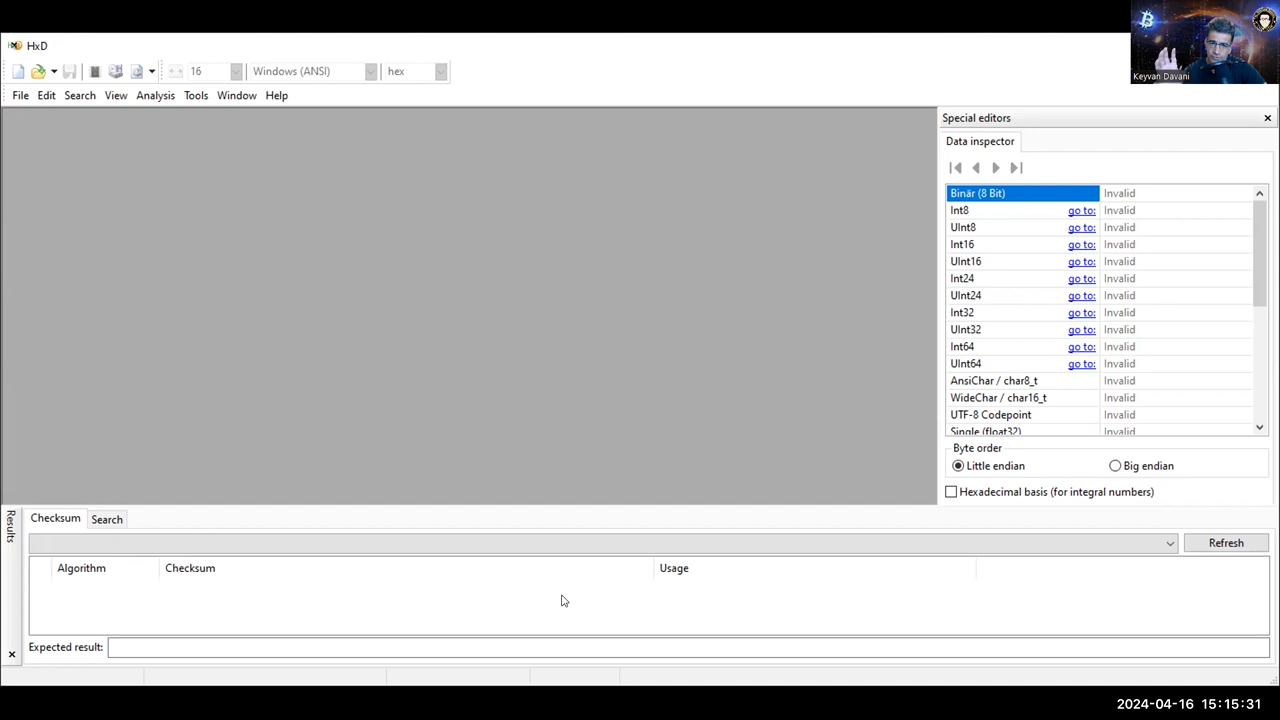 HxD
Keyvan Davani
16 Windows (ANSI) hex
File Edit Search View Analysis Tools Window Help
Special editors
Data inspector
Binär (8 Bit) Invalid
Int8 go to: Invalid
UInt8 go to: Invalid
Int16 go to: Invalid
UInt16 go to: Invalid
Int24 go to: Invalid
UInt24 go to: Invalid
Int32 go to: Invalid
UInt32 go to: Invalid
Int64 go to: Invalid
UInt64 go to: Invalid
AnsiChar / char8_t Invalid
WideChar / char16_t Invalid
UTF-8 Codepoint Invalid
Single (float32) Invalid
Byte order
Little endian Big endian
Hexadecimal basis (for integral numbers)
Results
Checksum Search
Refresh
Algorithm Checksum Usage
Expected result:
2024-04-16 15:15:31